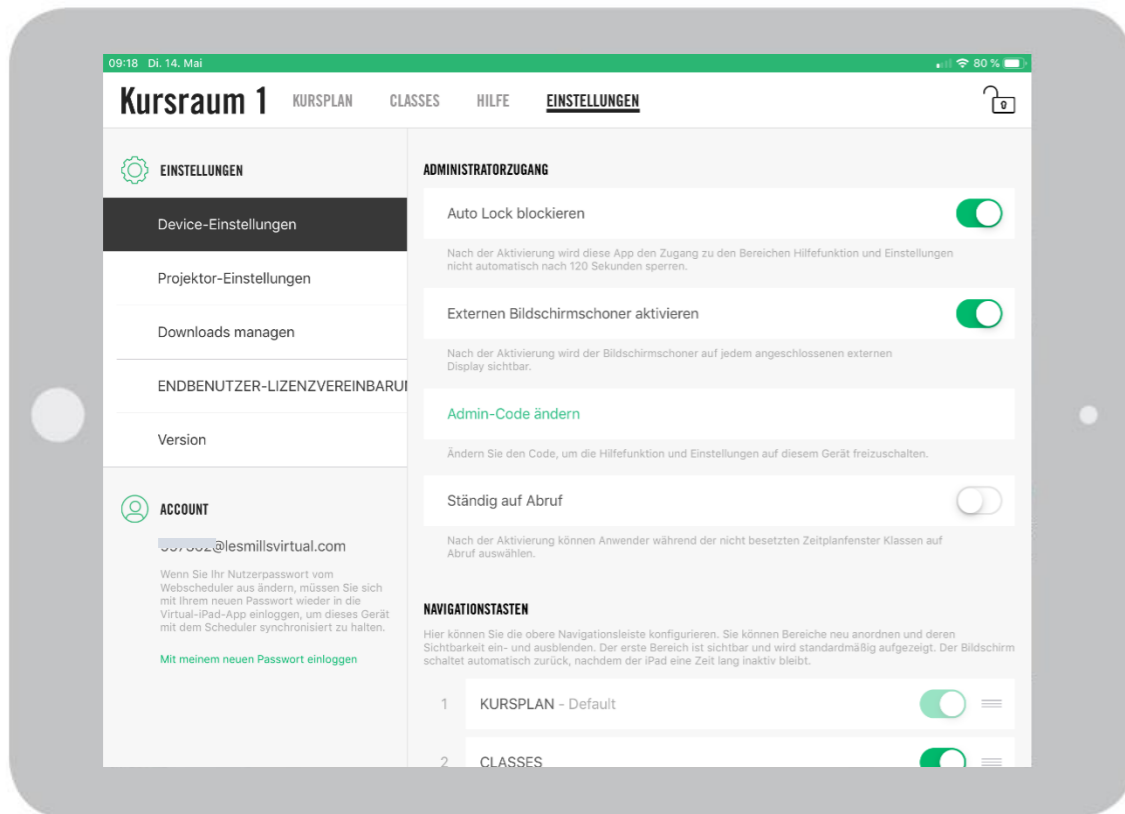 09:18 Di. 14. Mai
80 %
Kursraum 1 KURSPLAN CLASSES HILFE EINSTELLUNGEN
EINSTELLUNGEN
Device-Einstellungen
Projektor-Einstellungen
Downloads managen
ENDBENUTZER-LIZENZVEREINBARU
Version
ACCOUNT
@lesmillsvirtual.com
Wenn Sie Ihr Nutzerpasswort vom
Webscheduler aus ändern, müssen Sie sich
mit Ihrem neuen Passwort wieder in die
Virtual-iPad-App einloggen, um dieses Gerät
mit dem Scheduler synchronisiert zu halten.
Mit meinem neuen Passwort einloggen
ADMINISTRATORZUGANG
Auto Lock blockieren
Nach der Aktivierung wird diese App den Zugang zu den Bereichen Hilfefunktion und Einstellungen
nicht automatisch nach 120 Sekunden sperren.
Externen Bildschirmschoner aktivieren
Nach der Aktivierung wird der Bildschirmschoner auf jedem angeschlossenen externen
Display sichtbar.
Admin-Code ändern
Ändern Sie den Code, um die Hilfefunktion und Einstellungen auf diesem Gerät freizuschalten.
Ständig auf Abruf
Nach der Aktivierung können Anwender während der nicht besetzten Zeitplanfenster Klassen auf
Abruf auswählen.
NAVIGATIONSTASTEN
Hier können Sie die obere Navigationsleiste konfigurieren. Sie können Bereiche neu anordnen und deren
Sichtbarkeit ein- und ausblenden. Der erste Bereich ist sichtbar und wird standardmäßig aufgezeigt. Der Bildschirm
schaltet automatisch zurück, nachdem der iPad eine Zeit lang inaktiv bleibt.
1 KURSPLAN - Default
2 CLASSES